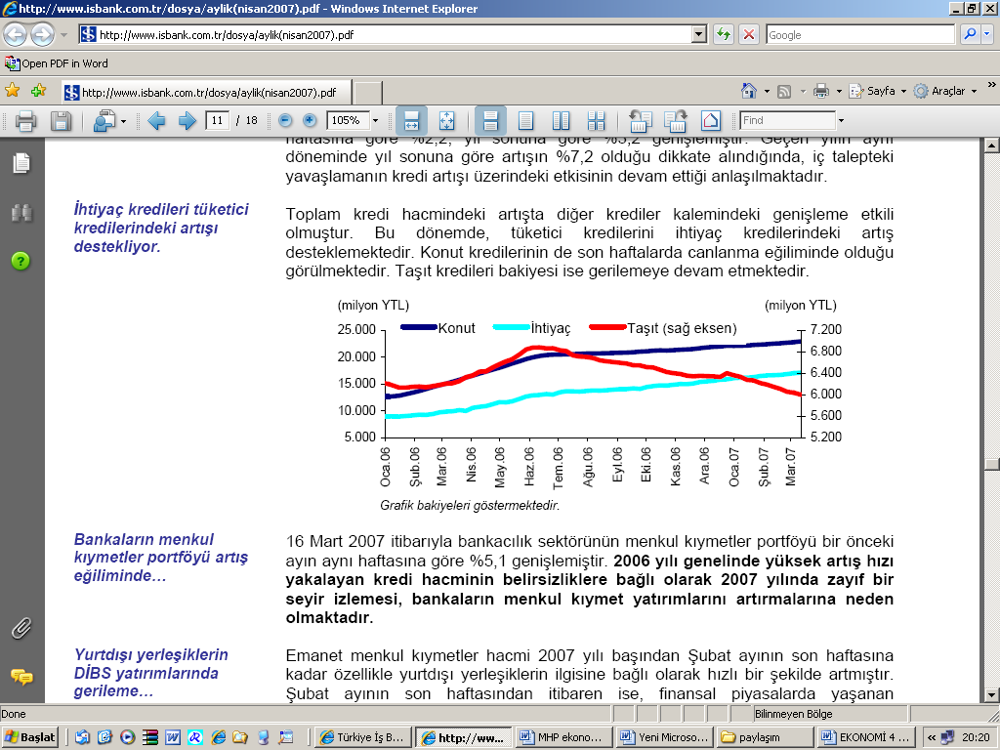 http://www.isbank.com.tr/dosya/aylik(nisan2007).pdf - Windows Internet Explorer
http://www.isbank.com.tr/dosya/aylik(nisan2007).pdf
Google
Open PDF in Word
http://www.isbank.com.tr/dosya/aylik(nisan2007).pdf
Sayfa
Araçlar
11 / 18
105%
Find
haftasına göre %2,2, yıl sonuna göre %5,2 genişlemiştir. Geçen yılın aynı
döneminde yıl sonuna göre artışın %7,2 olduğu dikkate alındığında, iç talepteki
yavaşlamanın kredi artışı üzerindeki etkisinin devam ettiği anlaşılmaktadır.
İhtiyaç kredileri tüketici
kredilerindeki artışı
destekliyor.
Toplam kredi hacmindeki artışta diğer krediler kalemindeki genişleme etkili
olmuştur. Bu dönemde, tüketici kredilerini ihtiyaç kredilerindeki artış
desteklemektedir. Konut kredilerinin de son haftalarda canlanma eğiliminde olduğu
görülmektedir. Taşıt kredileri bakiyesi ise gerilemeye devam etmektedir.
(milyon YTL)
(milyon YTL)
Konut
İhtiyaç
Taşıt (sağ eksen)
25.000
20.000
15.000
10.000
5.000
7.200
6.800
6.400
6.000
5.600
5.200
Oca.06
Şub.06
Mar.06
Nis.06
May.06
Haz.06
Tem.06
Ağu.06
Eyl.06
Eki.06
Kas.06
Ara.06
Oca.07
Şub.07
Mar.07
Grafik bakiyeleri göstermektedir.
Bankaların menkul
kıymetler portföyü artış
eğiliminde…
16 Mart 2007 itibarıyla bankacılık sektörünün menkul kıymetler portföyü bir önceki
ayın aynı haftasına göre %5,1 genişlemiştir. 2006 yılı genelinde yüksek artış hızı
yakalayan kredi hacminin belirsizliklere bağlı olarak 2007 yılında zayıf bir
seyir izlemesi, bankaların menkul kıymet yatırımlarını artırmalarına neden
olmaktadır.
Yurtdışı yerleşiklerin
DİBS yatırımlarında
gerileme…
Emanet menkul kıymetler hacmi 2007 yılı başından Şubat ayının son haftasına
kadar özellikle yurtdışı yerleşiklerin ilgisine bağlı olarak hızlı bir şekilde artmıştır.
Şubat ayının son haftasından itibaren ise, finansal piyasalarda yaşanan
Done
Bilinmeyen Bölge
Başlat
Türkiye İş B...
http://ww...
MHP ekono...
Yeni Microso...
paylaşım
EKONOMİ 4 ...
20:20